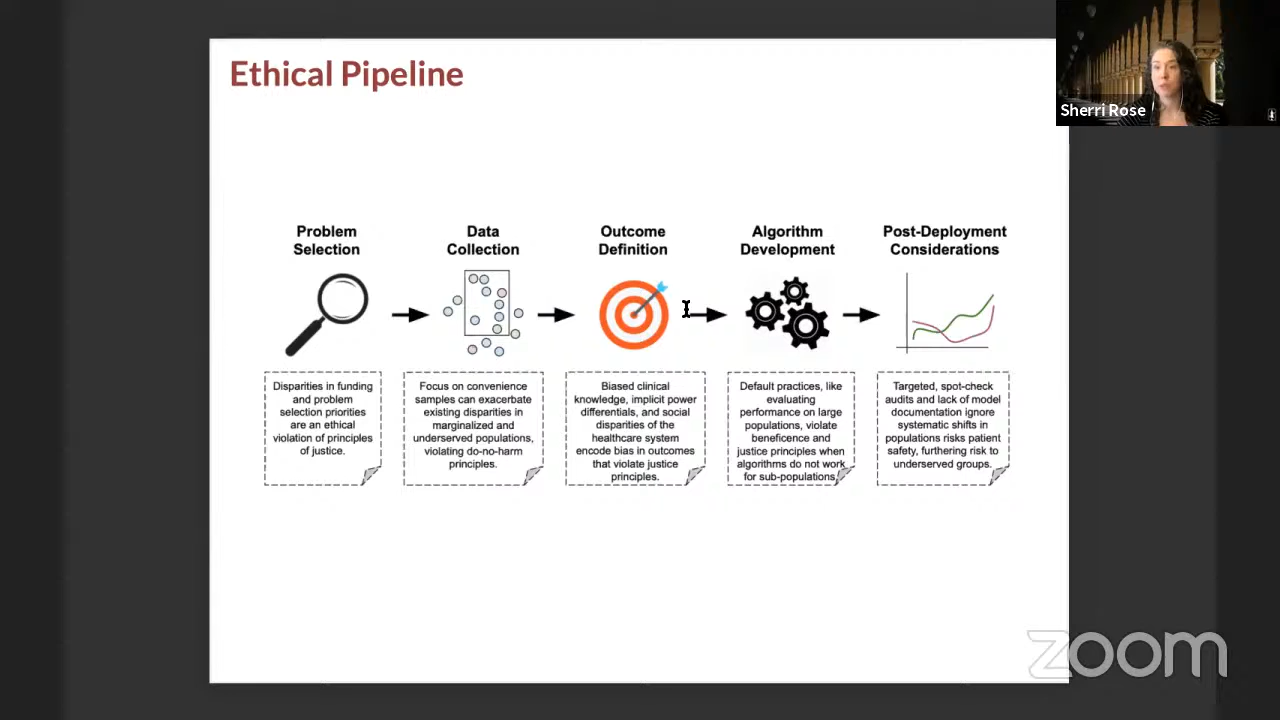 Ethical Pipeline
Sherri Rose
Problem
Selection
Data
Collection
Outcome
Definition
Algorithm
Development
Post-Deployment
Considerations
Disparities in funding
and problem
selection priorities
are an ethical
violation of principles
of justice.
Focus on convenience
samples can exacerbate
existing disparities in
marginalized and
underserved populations,
violating do-no-harm
principles.
Biased clinical
knowledge, implicit power
differentials, and social
disparities of the
healthcare system
encode bias in outcomes
that violate justice
principles.
Default practices, like
evaluating
performance on large
populations, violate
beneficence and
justice principles when
algorithms do not work
for sub-populations.
Targeted, spot-check
audits and lack of model
documentation ignore
systematic shifts in
populations risks patient
safety, furthering risk to
underserved groups.
zoom